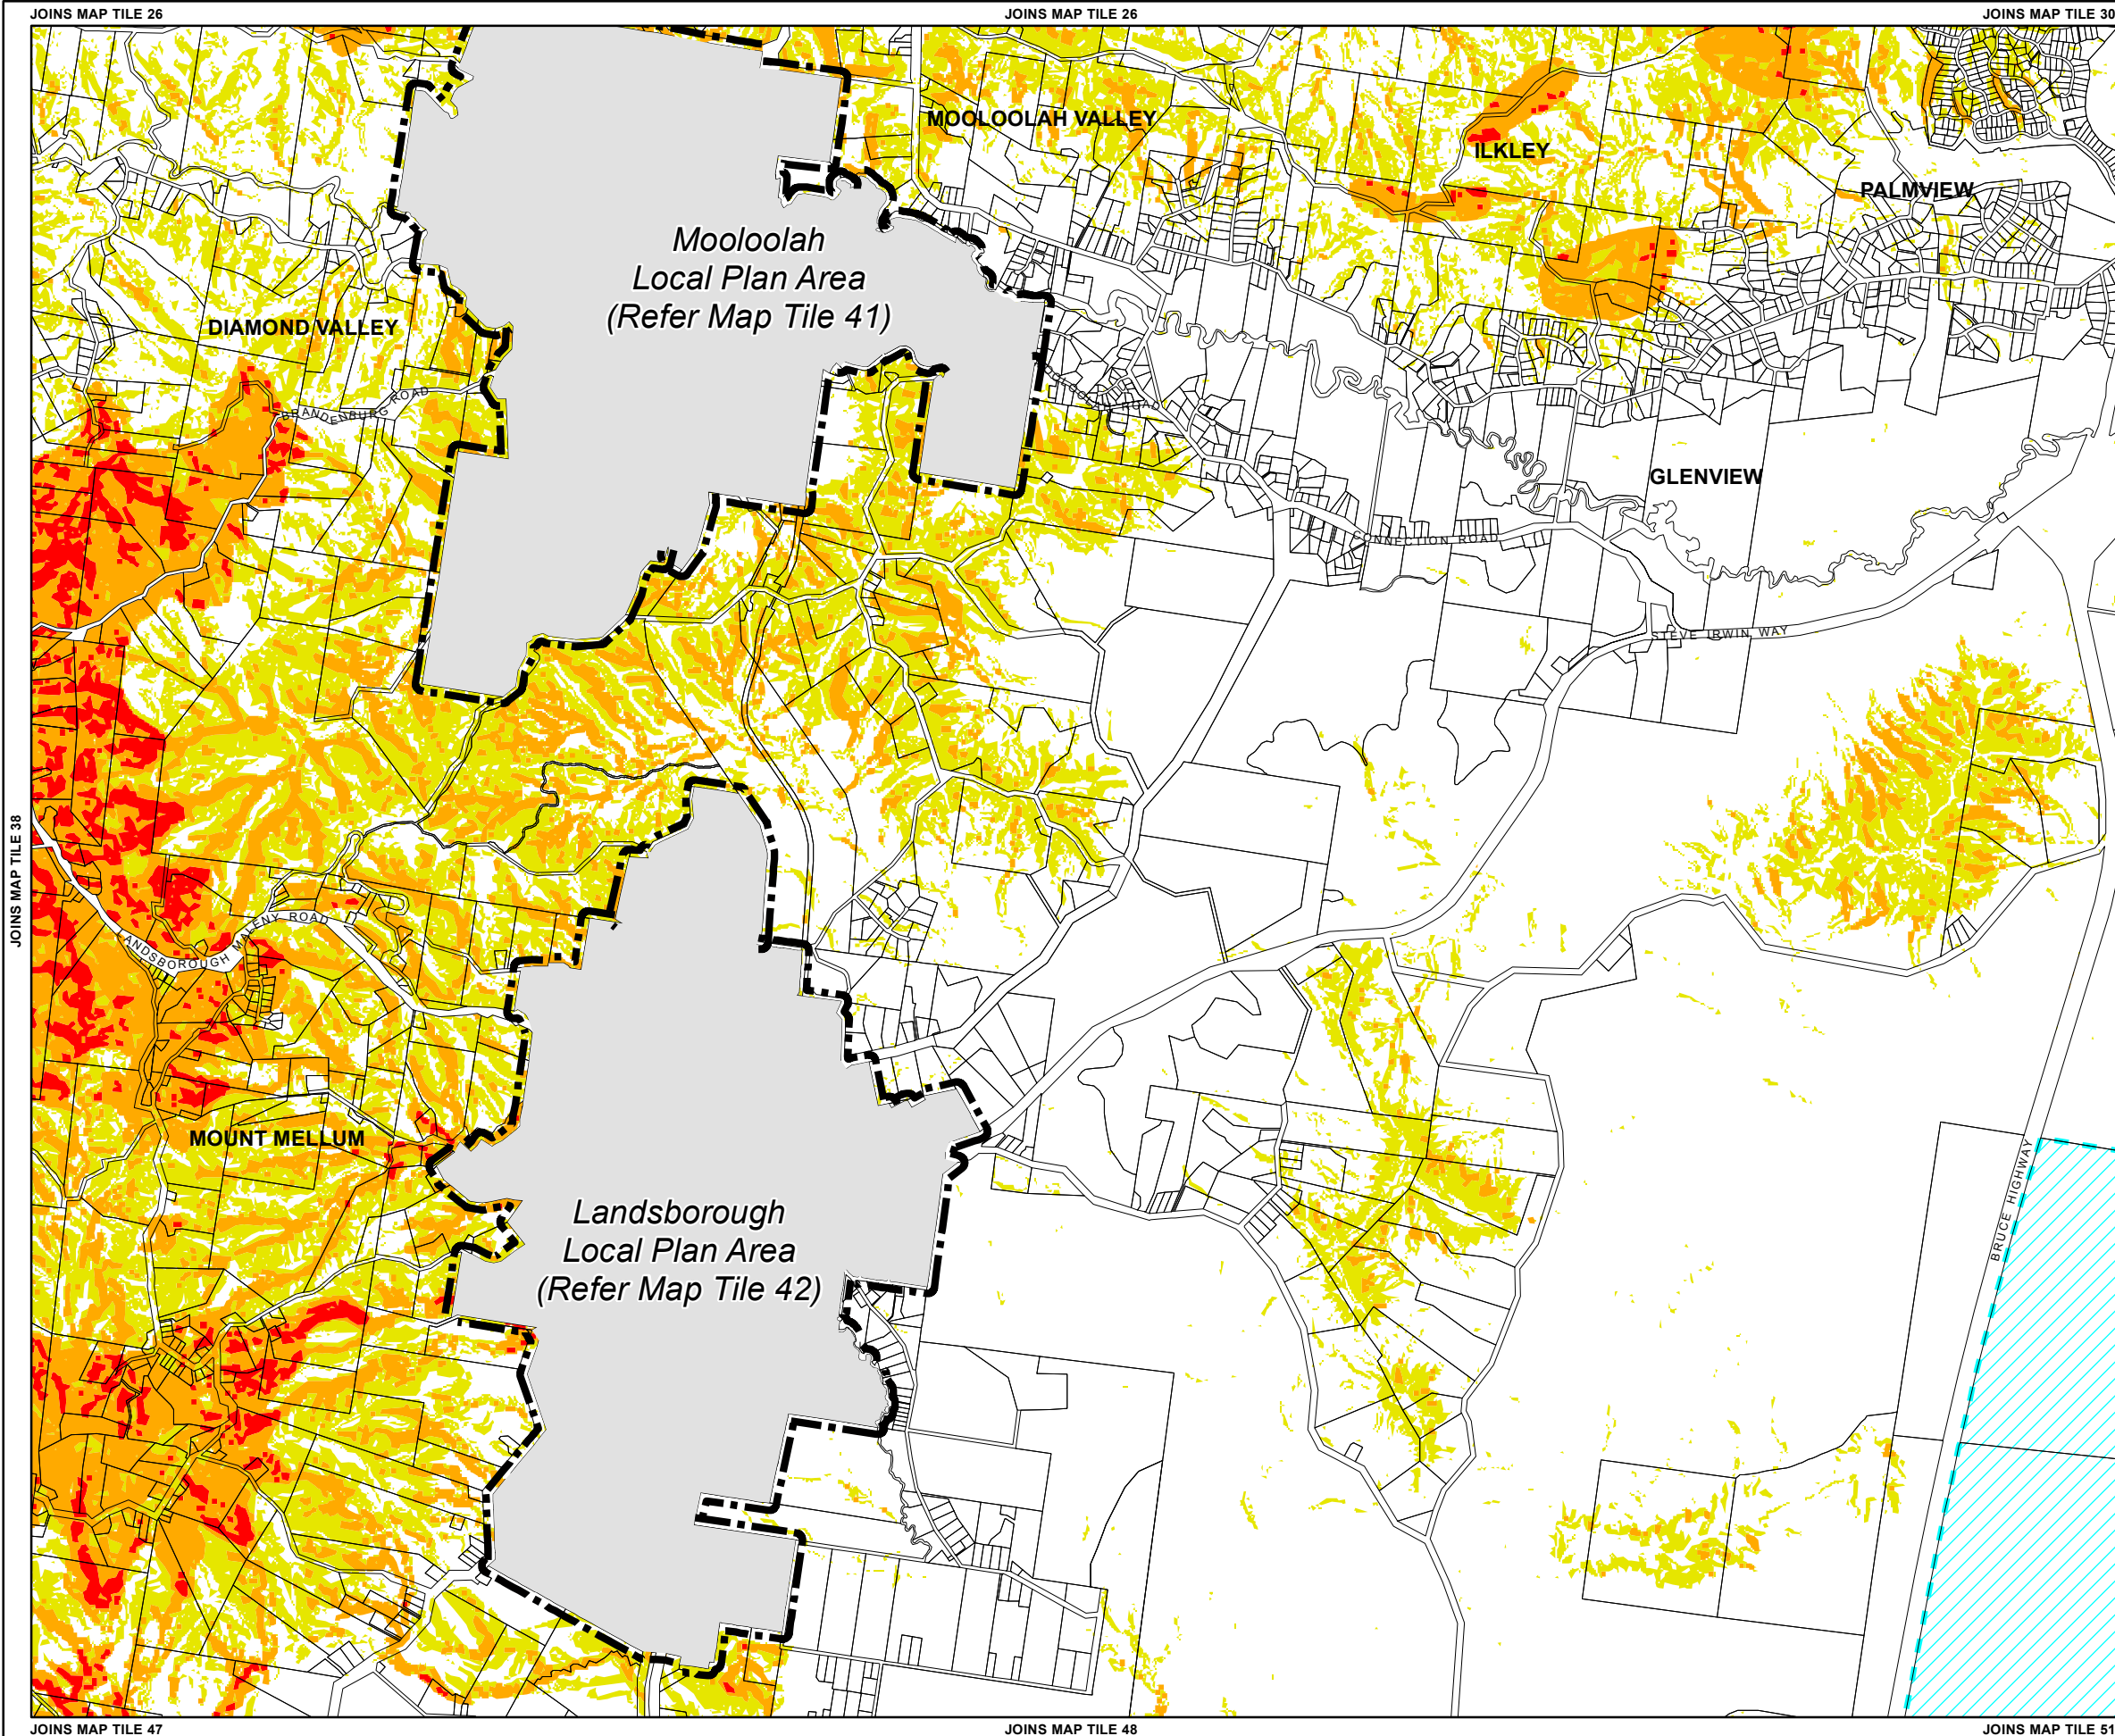 JOINS MAP TILE 26
JOINS MAP TILE 26
JOINS MAP TILE 30
MOOLOOLAH VALLEY
ILKLEY
PALMVIEW
Mooloolah
Local Plan Area
(Refer Map Tile 41)
DIAMOND VALLEY
BRANDENBURG ROAD
MOOLOOLAH ROAD
GLENVIEW
CONNECTION ROAD
STEVE IRWIN WAY
JOINS MAP TILE 38
LANDSBOROUGH MALENY ROAD
MOUNT MELLUM
BRUCE HIGHWAY
Landsborough
Local Plan Area
(Refer Map Tile 42)
JOINS MAP TILE 47
JOINS MAP TILE 48
JOINS MAP TILE 51